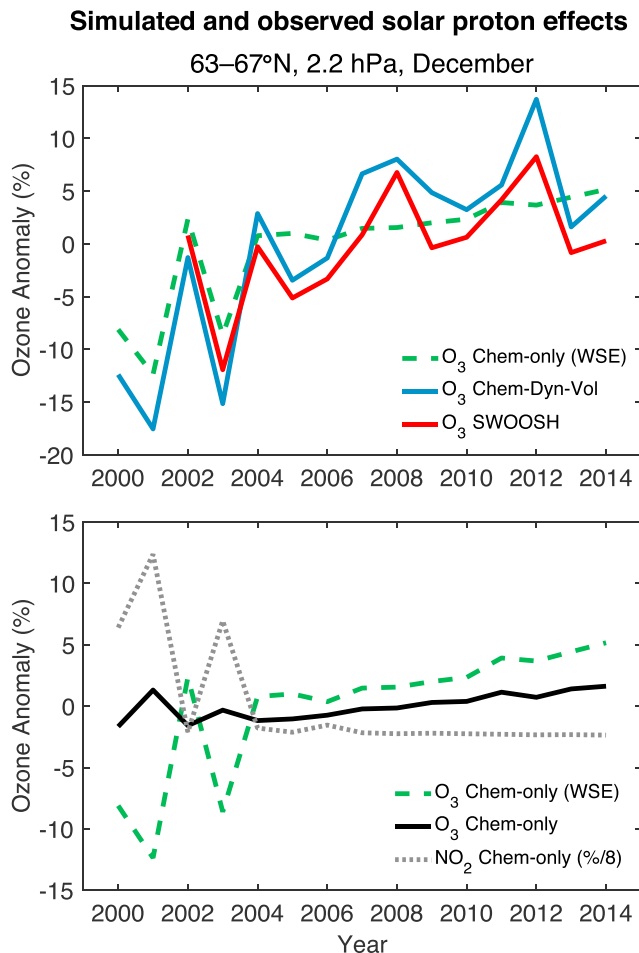 Simulated and observed solar proton effects
63–67°N, 2.2 hPa, December
15
10
5
0
-5
-10
-15
-20
Ozone Anomaly (%)
O3 Chem-only (WSE)
O3 Chem-Dyn-Vol
O3 SWOOSH
2000 2002 2004 2006 2008 2010 2012 2014
15
10
5
0
-5
-10
-15
Ozone Anomaly (%)
O3 Chem-only (WSE)
O3 Chem-only
NO2 Chem-only (%/8)
2000 2002 2004 2006 2008 2010 2012 2014
Year